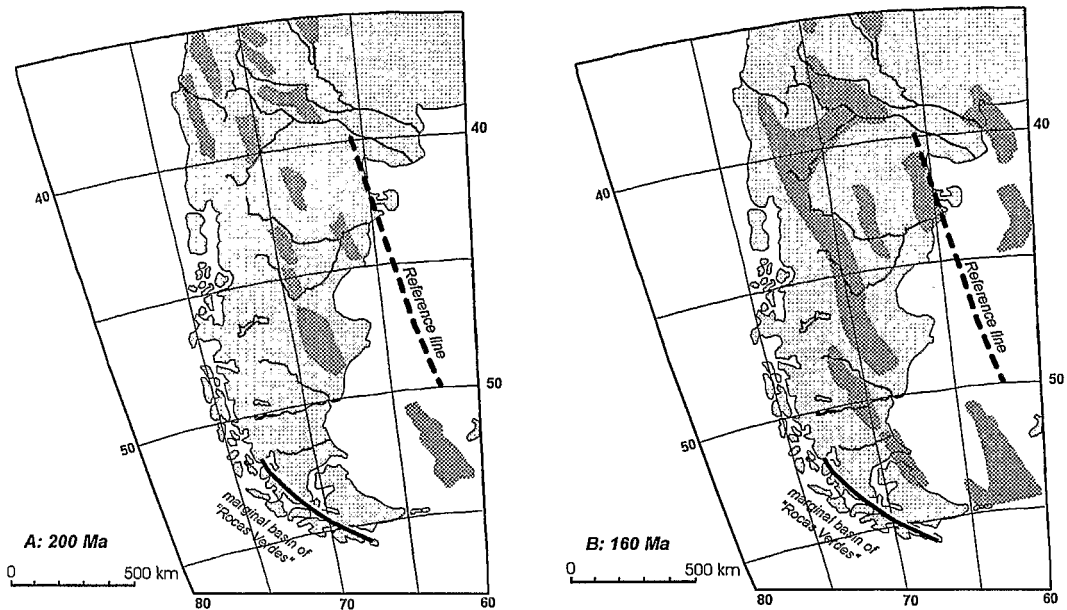 40
40
Reference line
50
50
marginal basin of
"Rocas Verdes"
A: 200 Ma
0 500 km
80 70 60
40
40
Reference line
50
50
marginal basin of
"Rocas Verdes"
B: 160 Ma
0 500 km
80 70 60